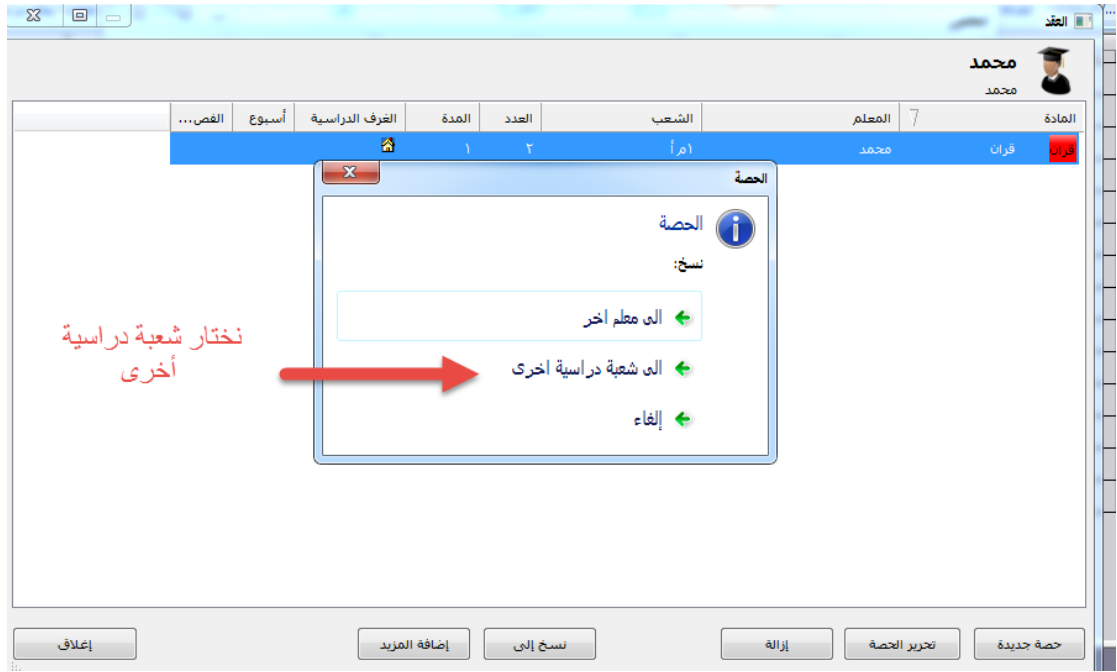 العقد
محمد
محمد
المادة المعلم الشعب العدد المدة الغرف الدراسية أسبوع الفص...
قران قران محمد ١م أ ٢ ١
الحصة
الحصة
نسخ:
الى معلم اخر
الى شعبة دراسية اخرى
إلغاء
نختار شعبة دراسية
أخرى
حصة جديدة تحرير الحصة إزالة نسخ إلى إضافة المزيد إغلاق